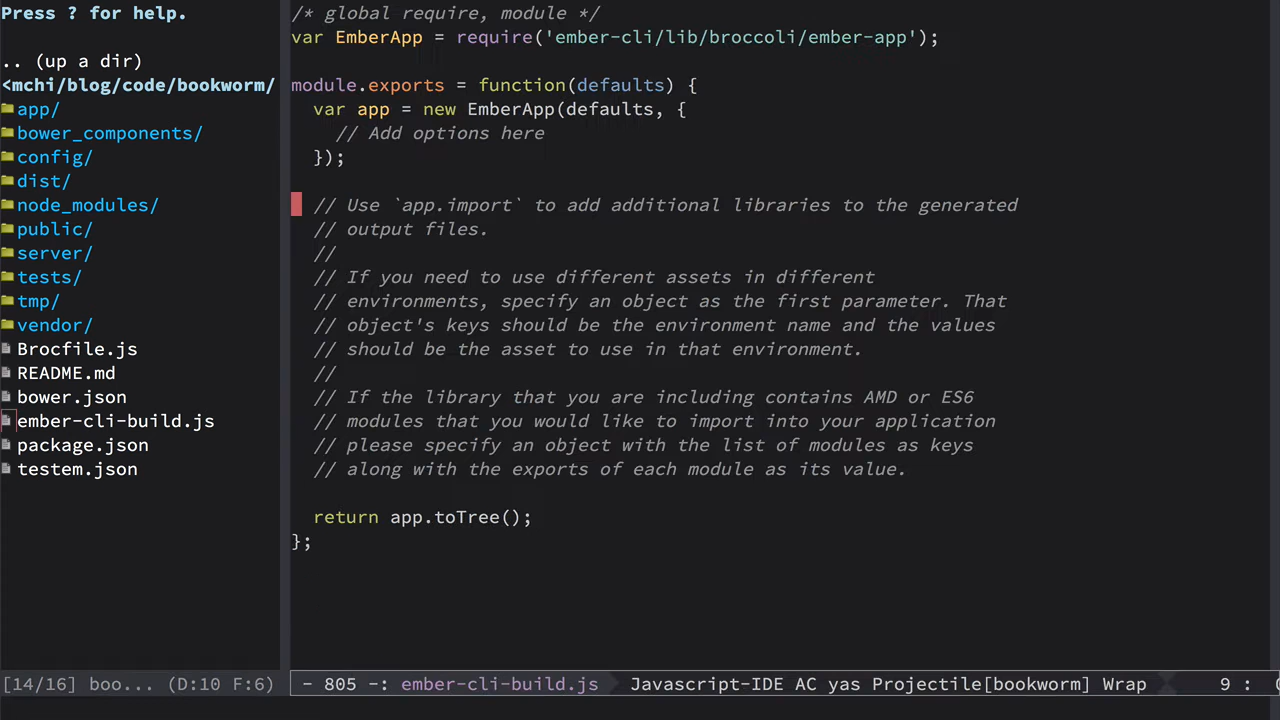 Press ? for help.
.. (up a dir)
<mchi/blog/code/bookworm/
app/
bower_components/
config/
dist/
node_modules/
public/
server/
tests/
tmp/
vendor/
Brocfile.js
README.md
bower.json
ember-cli-build.js
package.json
testem.json
[14/16] boo... (D:10 F:6)
/* global require, module */
var EmberApp = require('ember-cli/lib/broccoli/ember-app');
module.exports = function(defaults) {
  var app = new EmberApp(defaults, {
    // Add options here
  });
  // Use `app.import` to add additional libraries to the generated
  // output files.
  //
  // If you need to use different assets in different
  // environments, specify an object as the first parameter. That
  // object's keys should be the environment name and the values
  // should be the asset to use in that environment.
  //
  // If the library that you are including contains AMD or ES6
  // modules that you would like to import into your application
  // please specify an object with the list of modules as keys
  // along with the exports of each module as its value.
  return app.toTree();
};
- 805 -: ember-cli-build.js Javascript-IDE AC yas Projectile[bookworm] Wrap 9 :